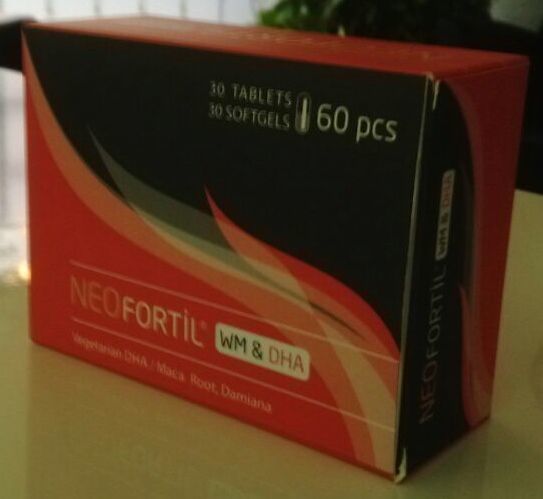 30 TABLETS
30 SOFTGELS
60 pcs
NEOFORTİL® WM & DHA
Vegetarian DHA / Maca Root, Damiana
NEOFORTİL WM & DHA